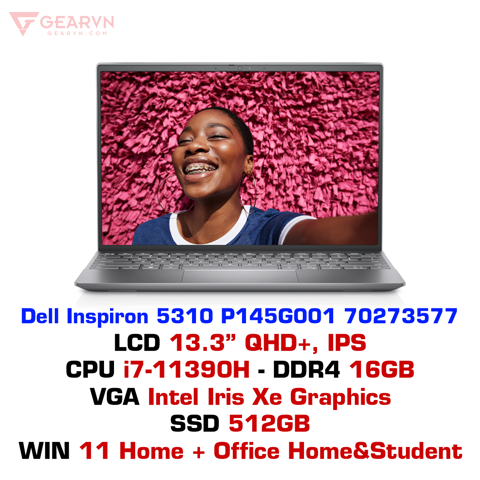 GEARVN
GEARVN.COM
Dell Inspiron 5310 P145G001 70273577
LCD 13.3” QHD+, IPS
CPU i7-11390H - DDR4 16GB
VGA Intel Iris Xe Graphics
SSD 512GB
WIN 11 Home + Office Home&Student